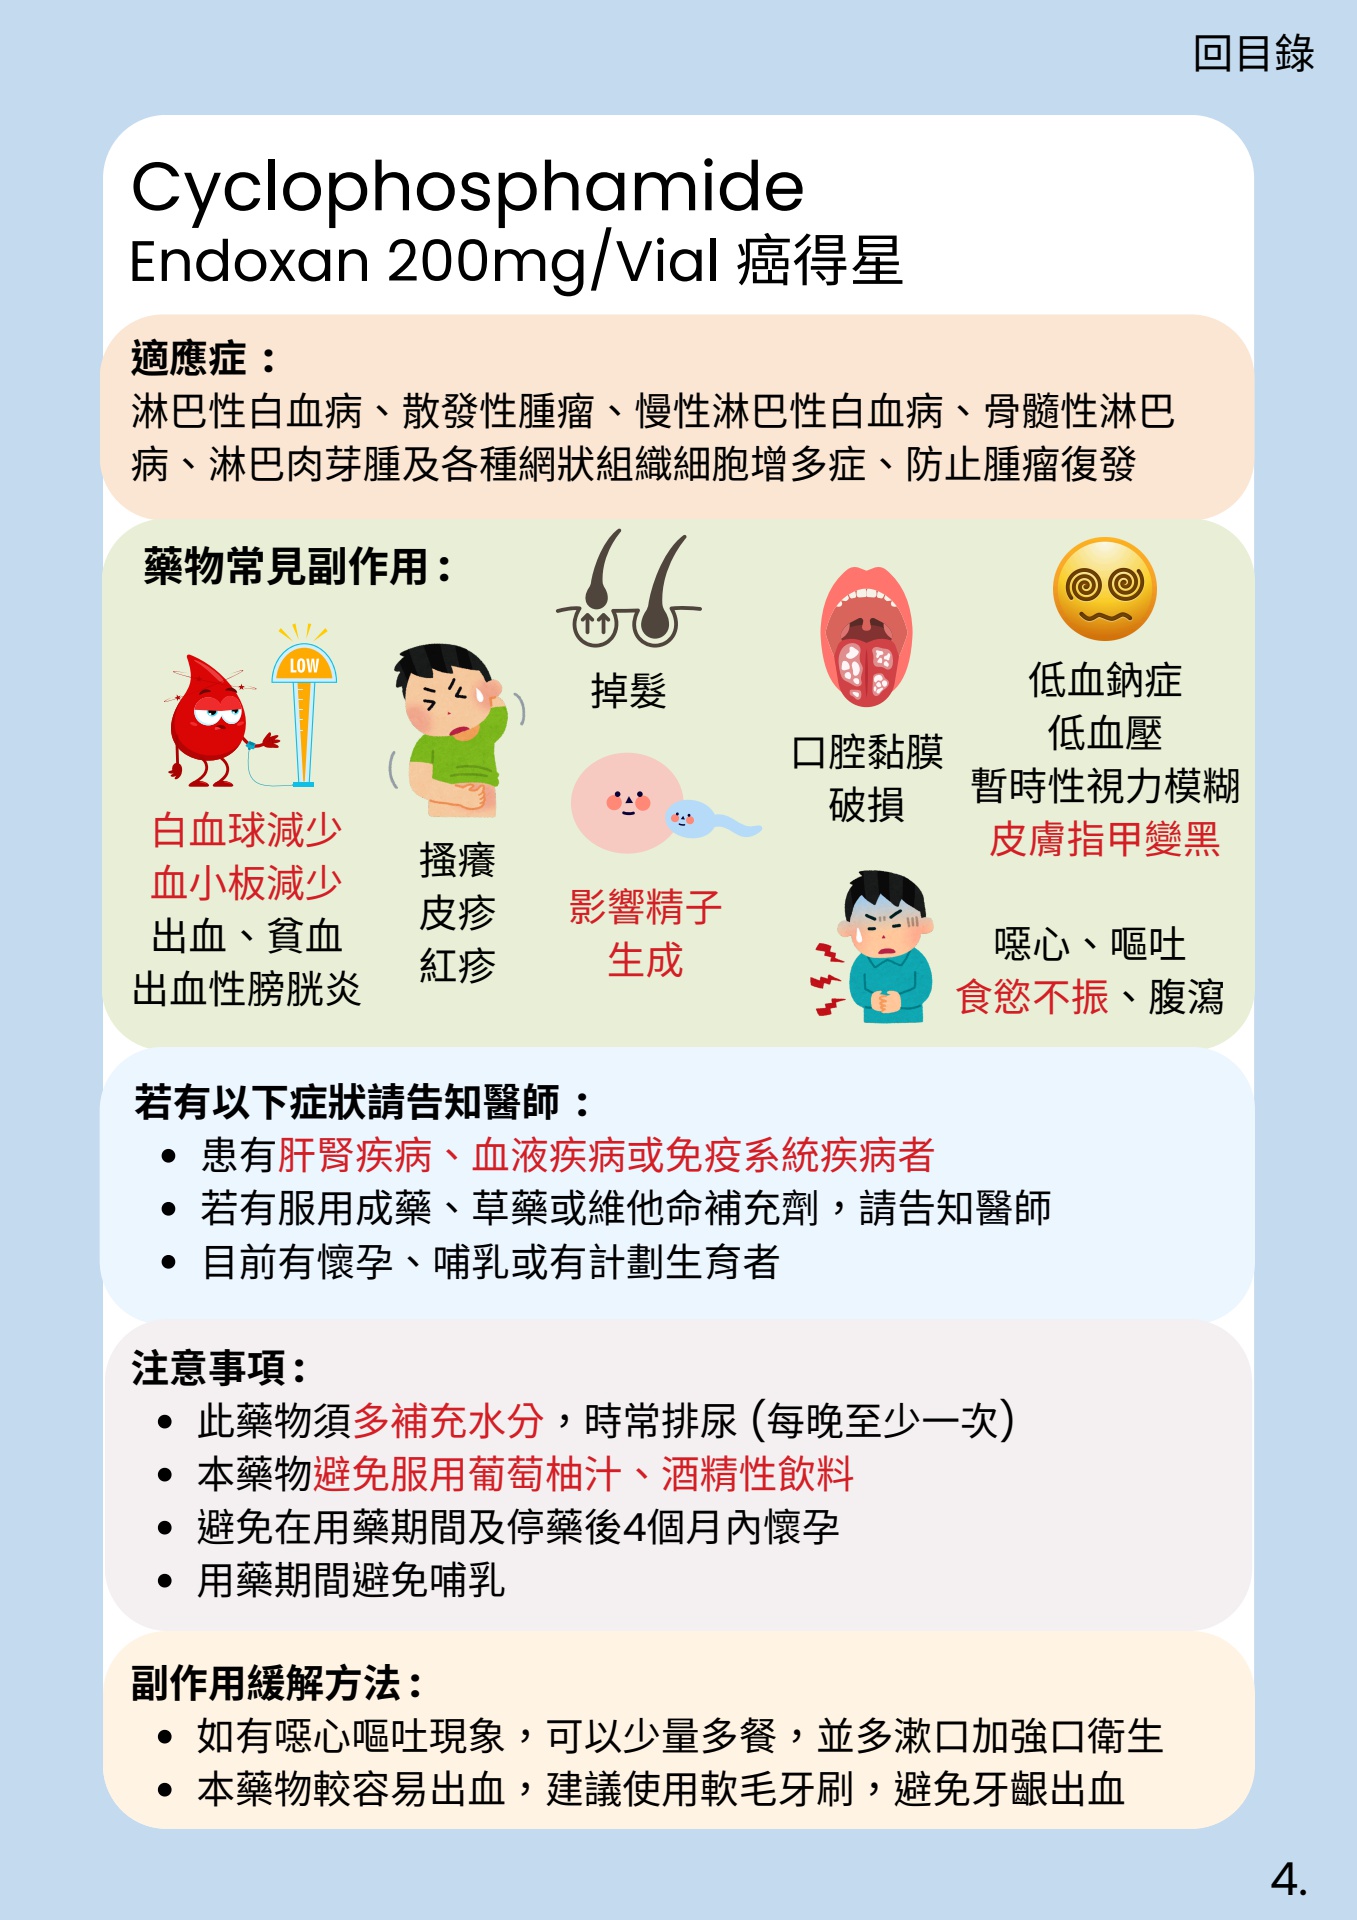 回目錄
Cyclophosphamide
Endoxan 200mg/Vial 癌得星
適應症：
淋巴性白血病、散發性腫瘤、慢性淋巴性白血病、骨髓性淋巴
病、淋巴肉芽腫及各種網狀組織細胞增多症、防止腫瘤復發
藥物常見副作用：
LOW
白血球減少
血小板減少
出血、貧血
出血性膀胱炎
搔癢
皮疹
紅疹
掉髮
影響精子
生成
口腔黏膜
破損
低血鈉症
低血壓
暫時性視力模糊
皮膚指甲變黑
噁心、嘔吐
食慾不振、腹瀉
若有以下症狀請告知醫師：
• 患有肝腎疾病、血液疾病或免疫系統疾病者
• 若有服用成藥、草藥或維他命補充劑，請告知醫師
• 目前有懷孕、哺乳或有計劃生育者
注意事項：
• 此藥物須多補充水分，時常排尿 (每晚至少一次)
• 本藥物避免服用葡萄柚汁、酒精性飲料
• 避免在用藥期間及停藥後4個月內懷孕
• 用藥期間避免哺乳
副作用緩解方法：
• 如有噁心嘔吐現象，可以少量多餐，並多漱口加強口衛生
• 本藥物較容易出血，建議使用軟毛牙刷，避免牙齦出血
4.